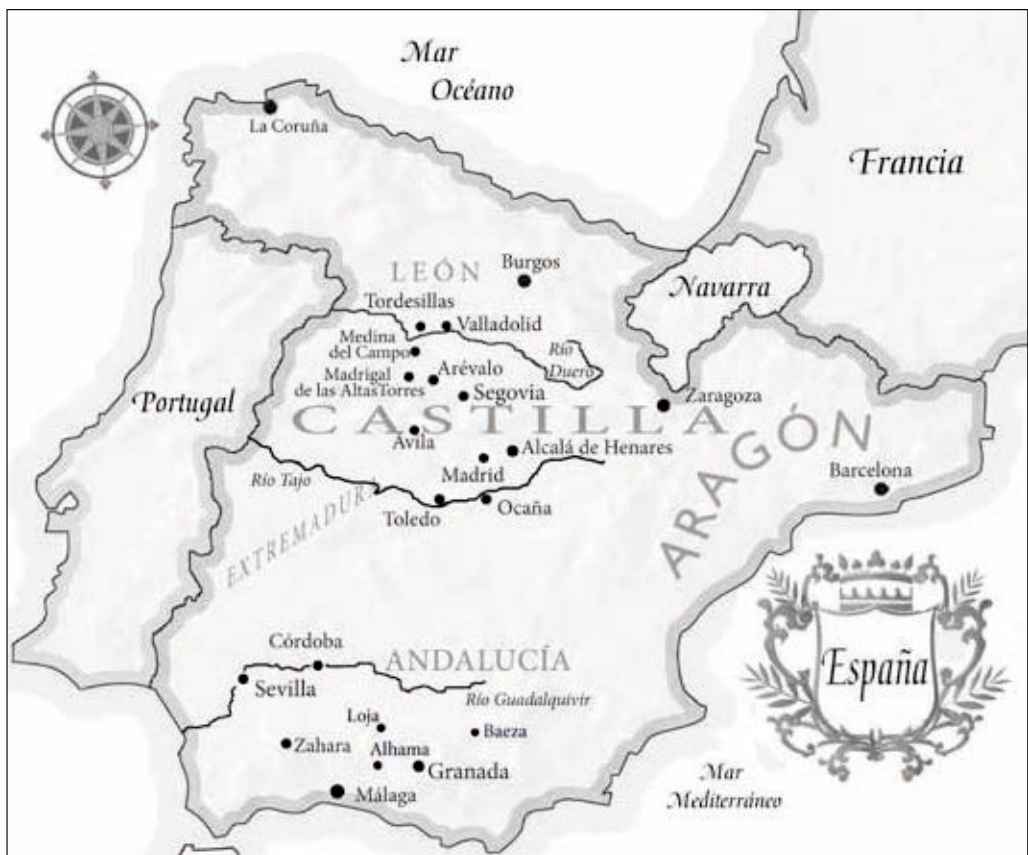 Mar
Océano
La Coruña
Francia
LEÓN
Burgos
Navarra
Tordesillas
Valladolid
Medina
del Campo
Río
Duero
Madrigal
de las AltasTorres
Arévalo
Segovia
Zaragoza
Portugal
CASTILLA
ARAGÓN
Ávila
Alcalá de Henares
Madrid
Barcelona
Río Tajo
Toledo
Ocaña
EXTREMADURA
Córdoba
ANDALUCÍA
España
Sevilla
Río Guadalquivir
Loja
Baeza
Zahara
Alhama
Granada
Málaga
Mar
Mediterráneo